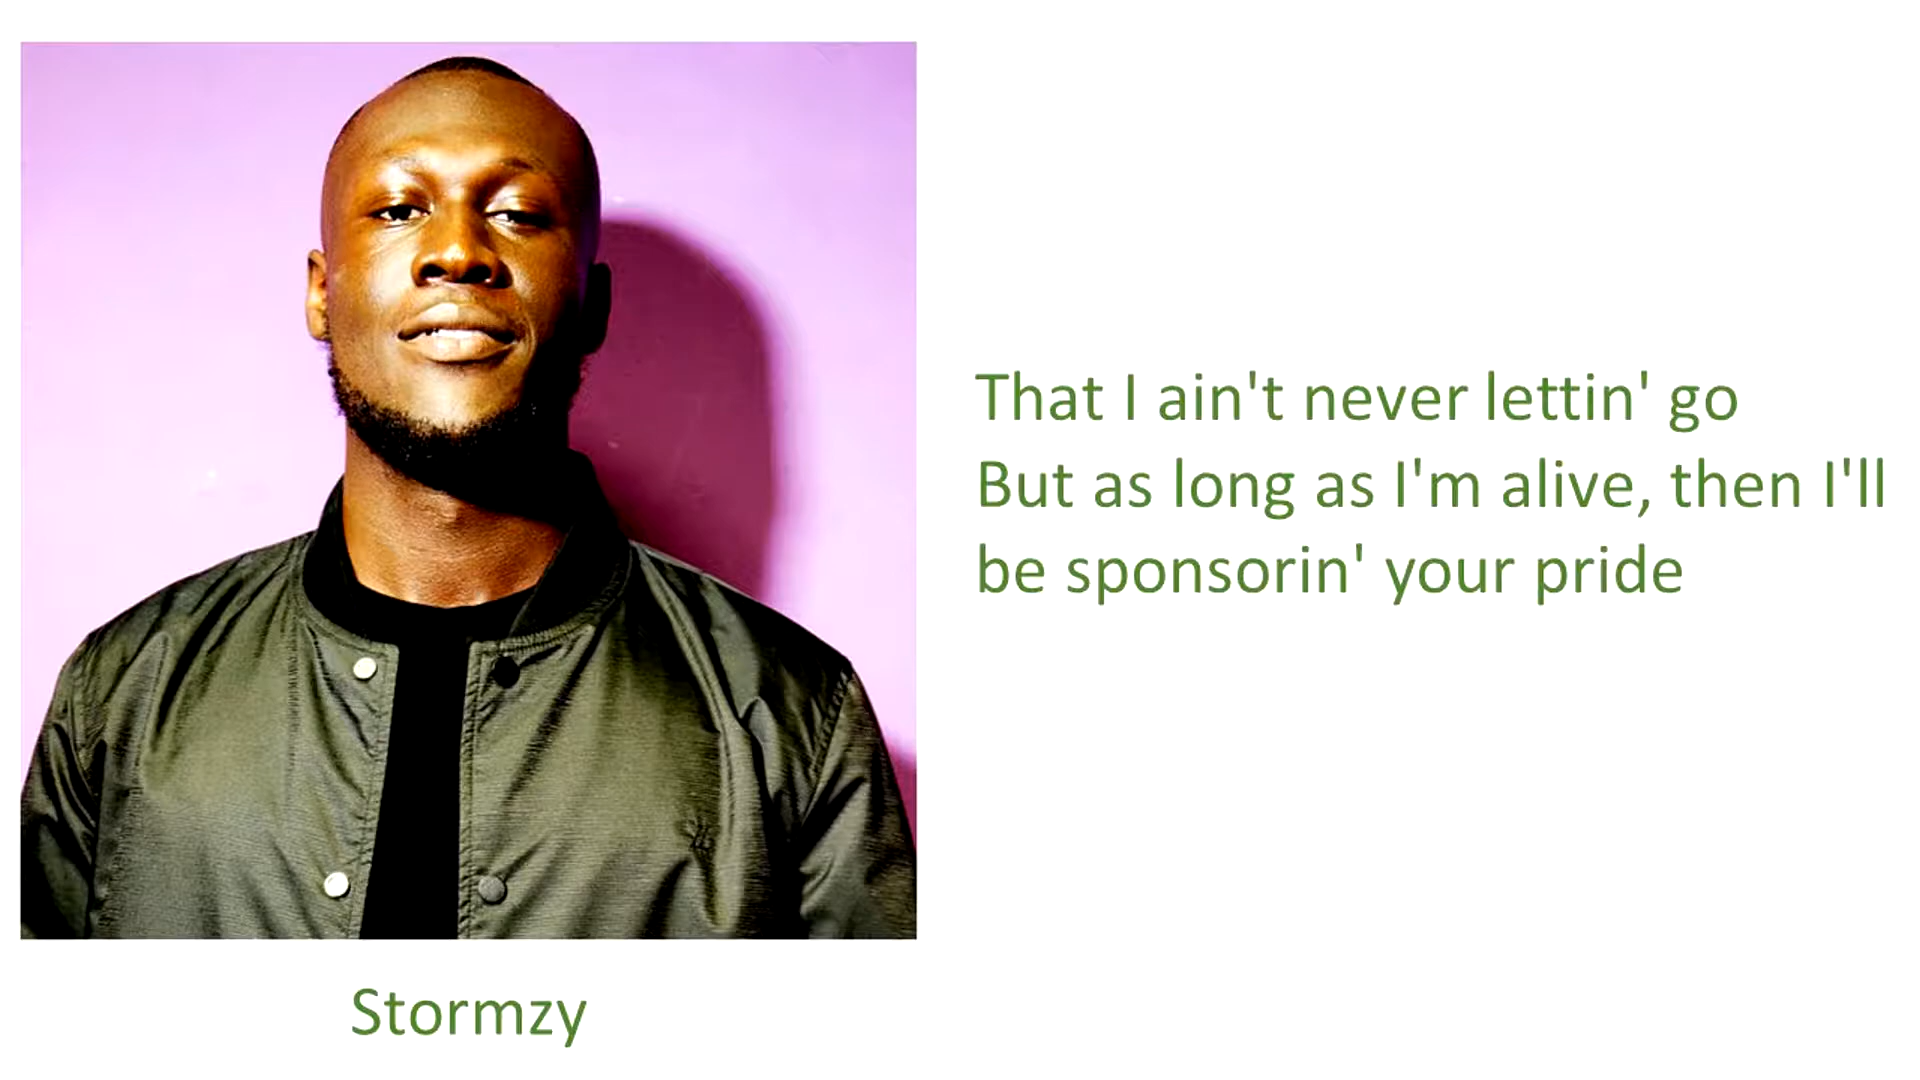 That I ain't never lettin' go
But as long as I'm alive, then I'll
be sponsorin' your pride
Stormzy